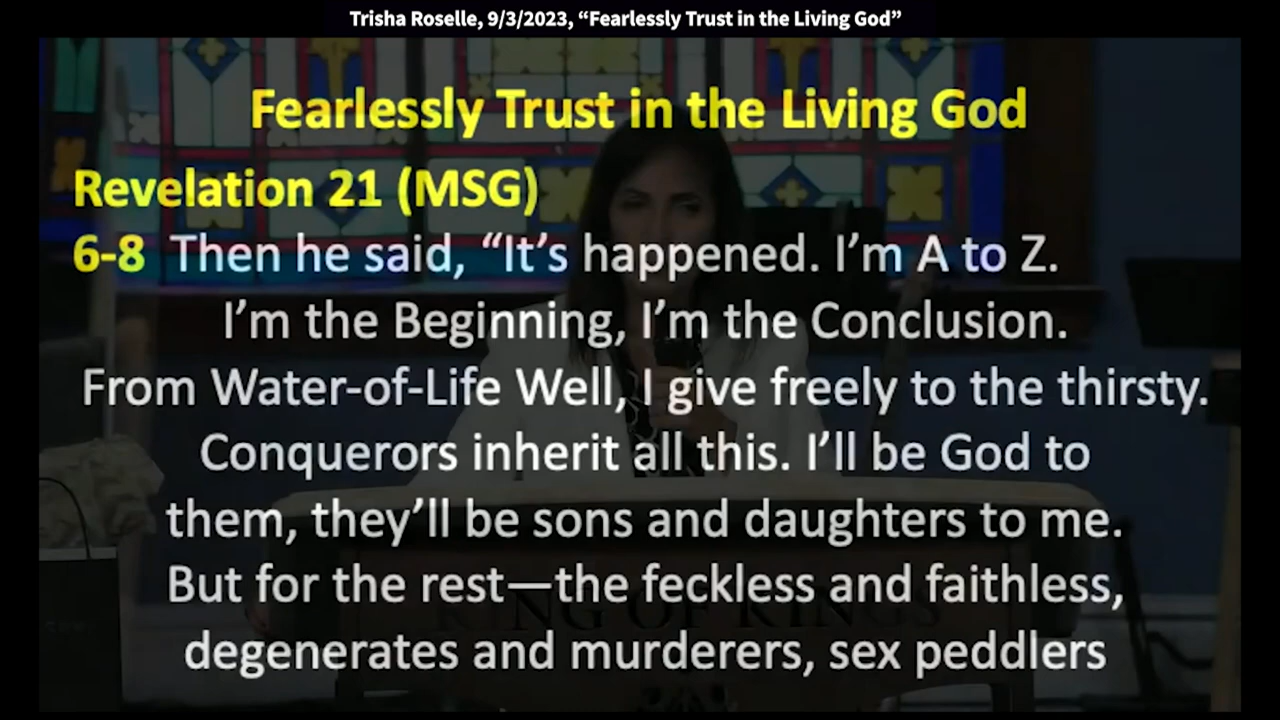 Trisha Roselle, 9/3/2023, “Fearlessly Trust in the Living God”
Fearlessly Trust in the Living God
Revelation 21 (MSG)
6-8 Then he said, “It’s happened. I’m A to Z.
I’m the Beginning, I’m the Conclusion.
From Water-of-Life Well, I give freely to the thirsty.
Conquerors inherit all this. I’ll be God to
them, they’ll be sons and daughters to me.
But for the rest—the feckless and faithless,
KING OF KINGS
degenerates and murderers, sex peddlers